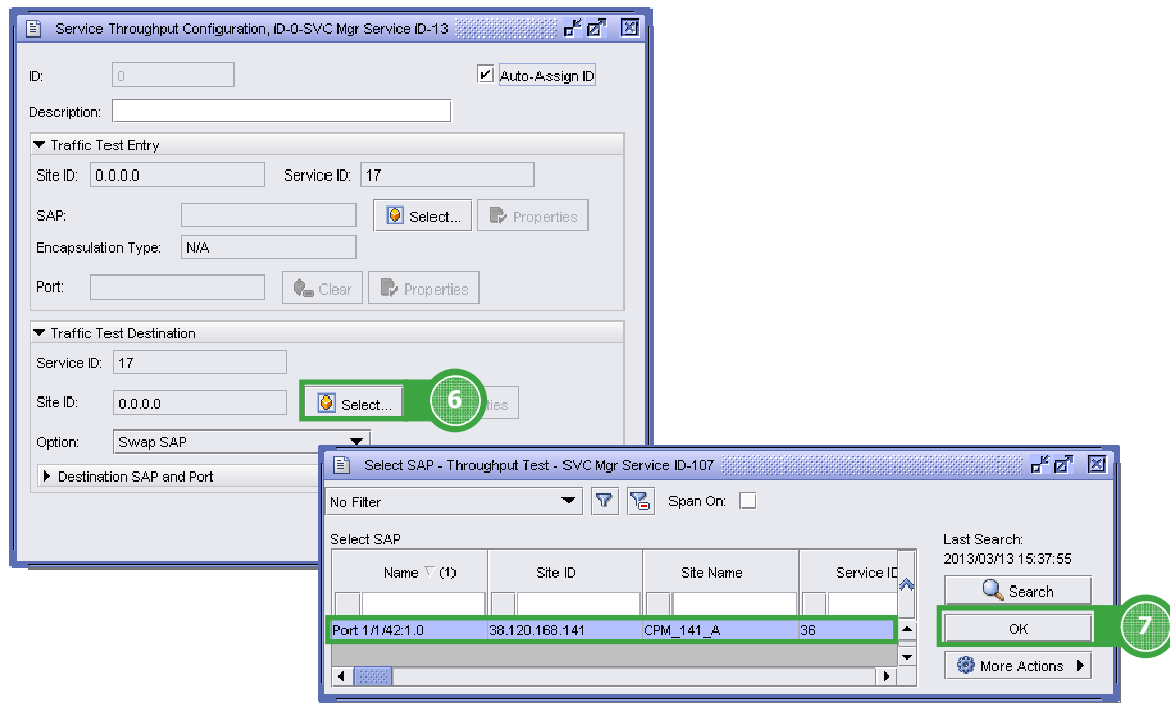 Service Throughput Configuration, ID-0-SVC Mgr Service ID-13
ID: 0 Auto-Assign ID
Description:
Traffic Test Entry
Site ID: 0.0.0.0 Service ID: 17
SAP: Select... Properties
Encapsulation Type: N/A
Port: Clear Properties
Traffic Test Destination
Service ID: 17
Site ID: 0.0.0.0 Select... 6 ties
Option: Swap SAP
Destination SAP and Port
Select SAP - Throughput Test - SVC Mgr Service ID-107
No Filter Span On:
Select SAP
Name (1) Site ID Site Name Service ID
Port 1/1/42:1.0 38.120.168.141 CPM_141_A 36
Last Search:
2013/03/13 15:37:55
Search
OK 7
More Actions